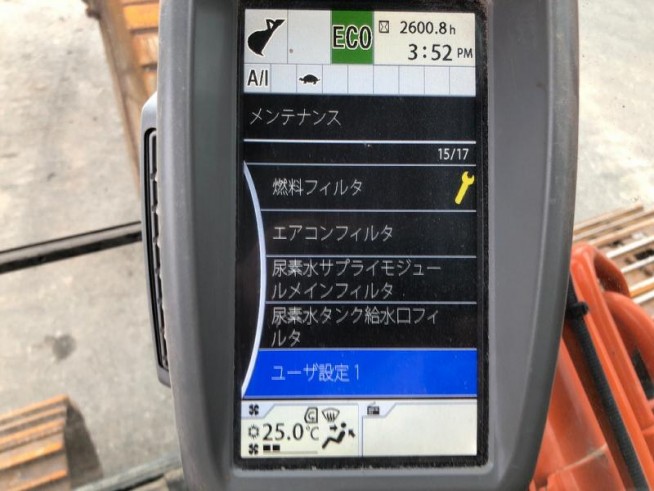 ECO
2600.8h
3:52 PM
A/I
メンテナンス
15/17
燃料フィルタ
エアコンフィルタ
尿素水サプライモジュー
ルメインフィルタ
尿素水タンク給水口フィ
ルタ
ユーザ設定 1
25.0℃